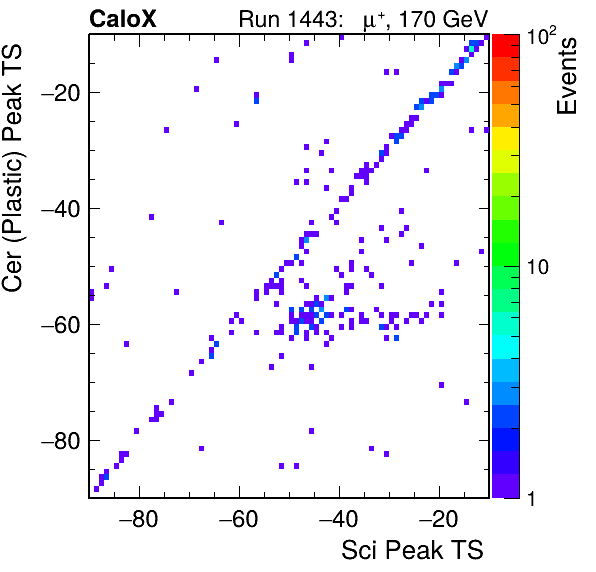 CaloX Run 1443: μ⁺, 170 GeV
Cer (Plastic) Peak TS
−20
−40
−60
−80
−80 −60 −40 −20
Sci Peak TS
10²
10
1
Events